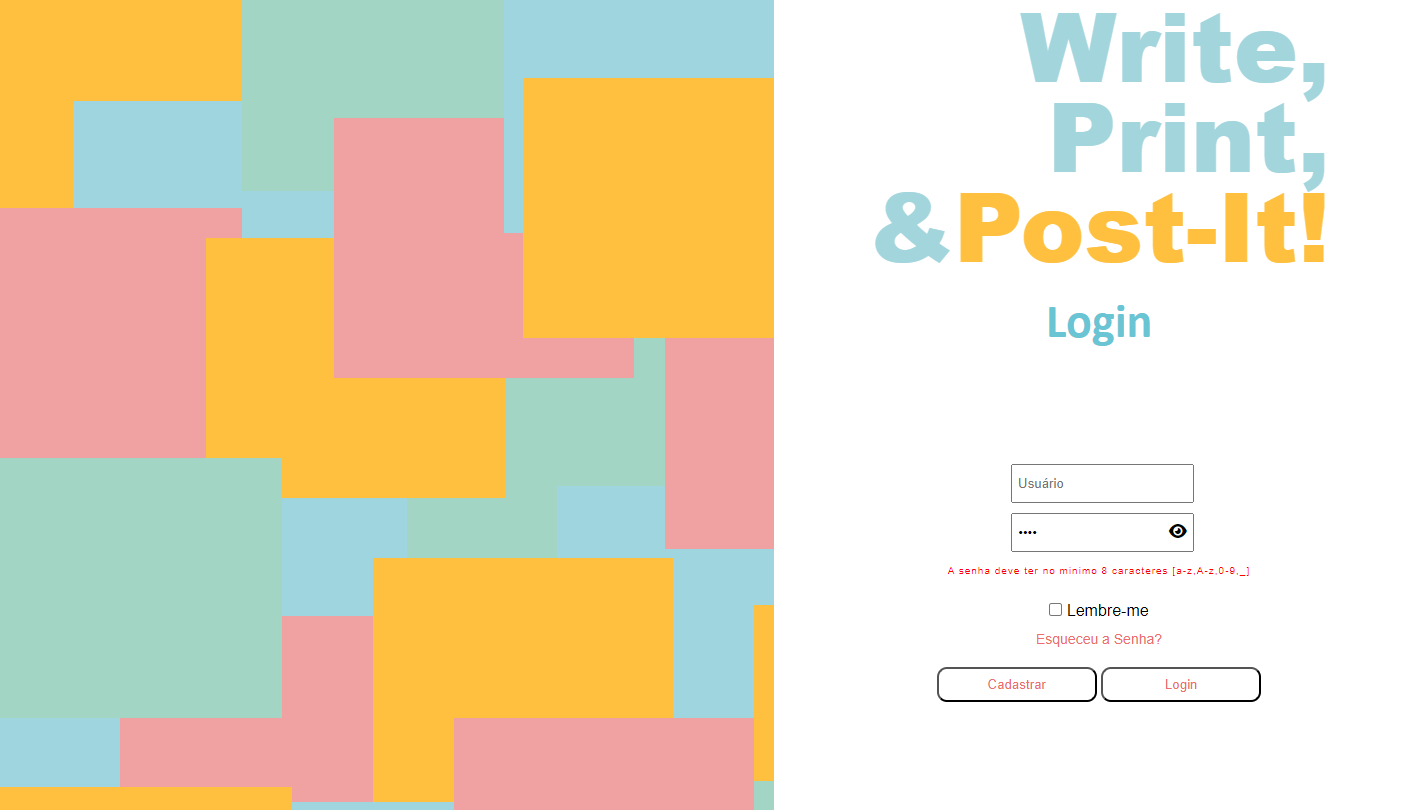 Write,
Print,
&Post-It!
Login
Usuário
••••
A senha deve ter no minimo 8 caracteres [a-z,A-z,0-9,_]
Lembre-me
Esqueceu a Senha?
Cadastrar Login